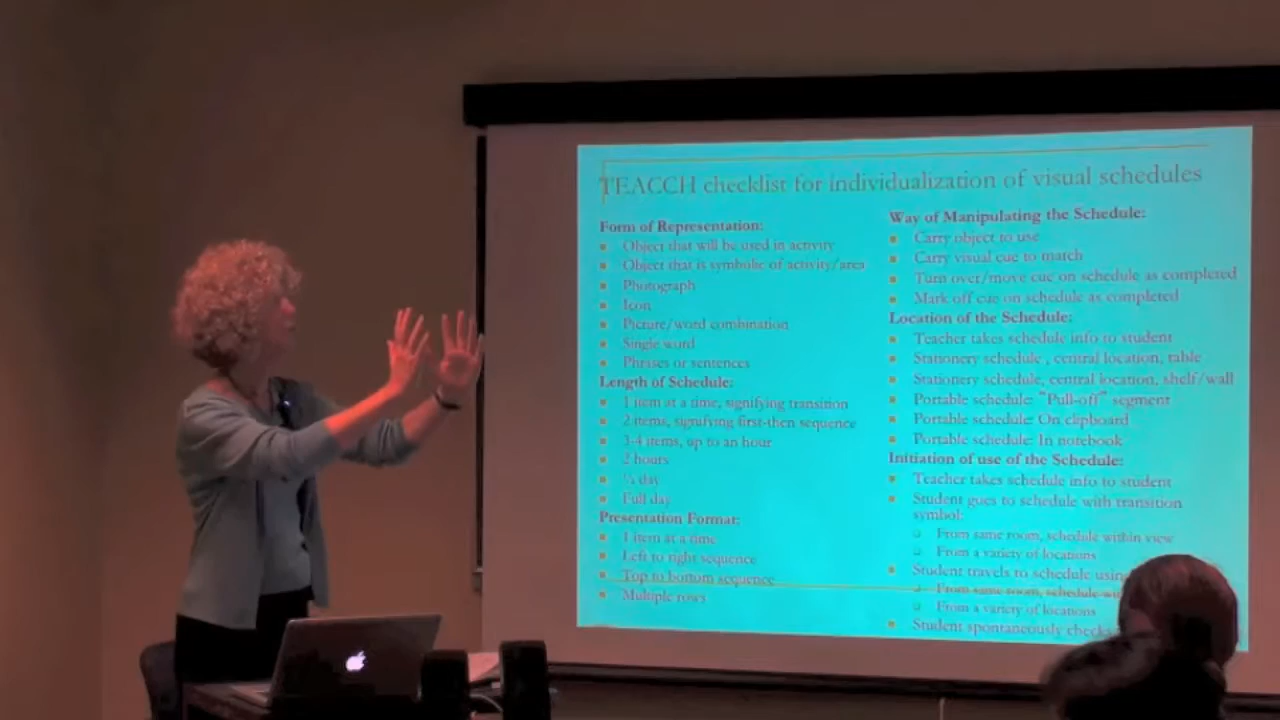 TEACCH checklist for individualization of visual schedules
Form of Representation:
Object that will be used in activity
Object that is symbolic of activity/area
Photograph
Icon
Picture/word combination
Single word
Phrases or sentences
Length of Schedule:
1 item at a time, signifying transition
2 items, signifying first-then sequence
3-4 items, up to an hour
2 hours
½ day
Full day
Presentation Format:
1 item at a time
Left to right sequence
Top to bottom sequence
Multiple rows
Way of Manipulating the Schedule:
Carry object to use
Carry visual cue to match
Turn over/move cue on schedule as completed
Mark off cue on schedule as completed
Location of the Schedule:
Teacher takes schedule info to student
Stationery schedule , central location, table
Stationery schedule, central location, shelf/wall
Portable schedule: "Pull-off" segment
Portable schedule: On clipboard
Portable schedule: In notebook
Initiation of use of the Schedule:
Teacher takes schedule info to student
Student goes to schedule with transition
symbol:
From same room, schedule within view
From a variety of locations
Student travels to schedule
From same room, schedule
From a variety of locations
Student spontaneously